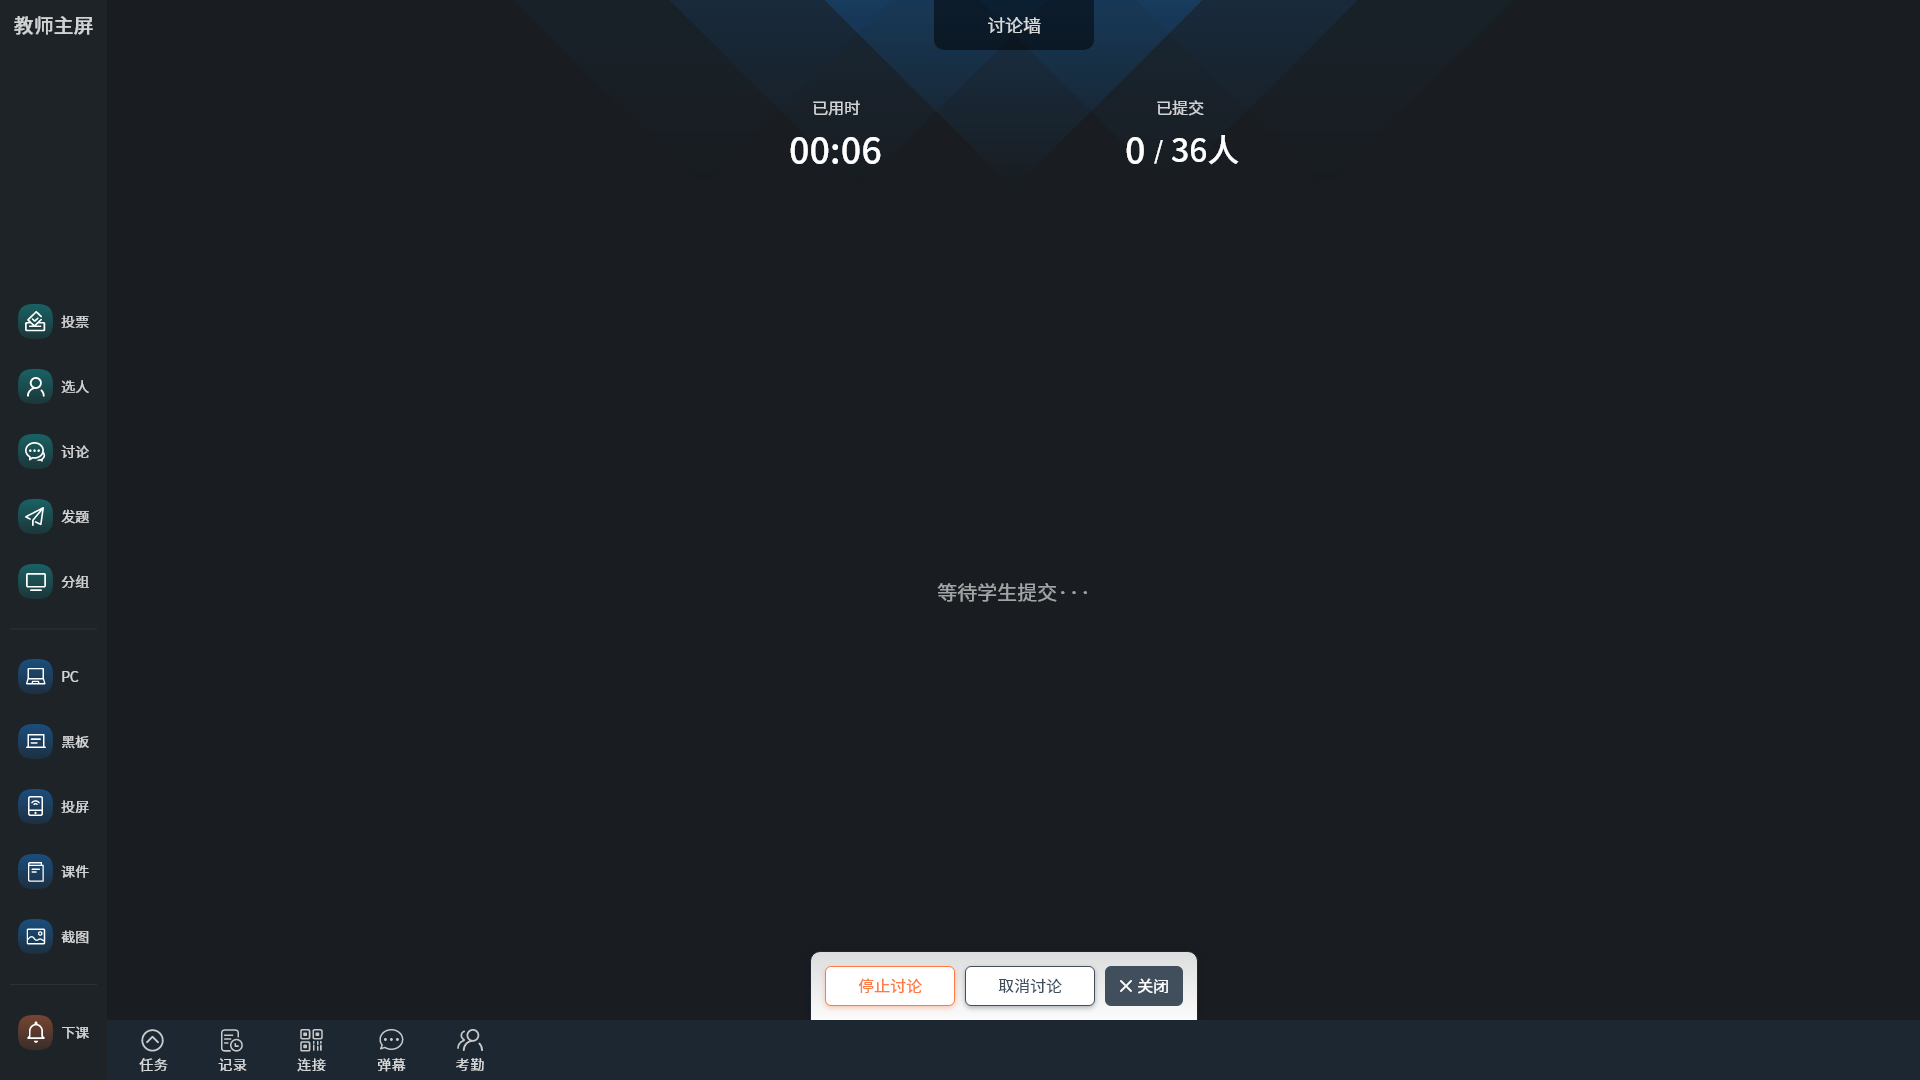 教师主屏
讨论墙
已用时
00:06
已提交
0 / 36人
投票
选人
讨论
发题
分组
等待学生提交···
PC
黑板
投屏
课件
截图
下课
停止讨论
取消讨论
关闭
任务
记录
连接
弹幕
考勤